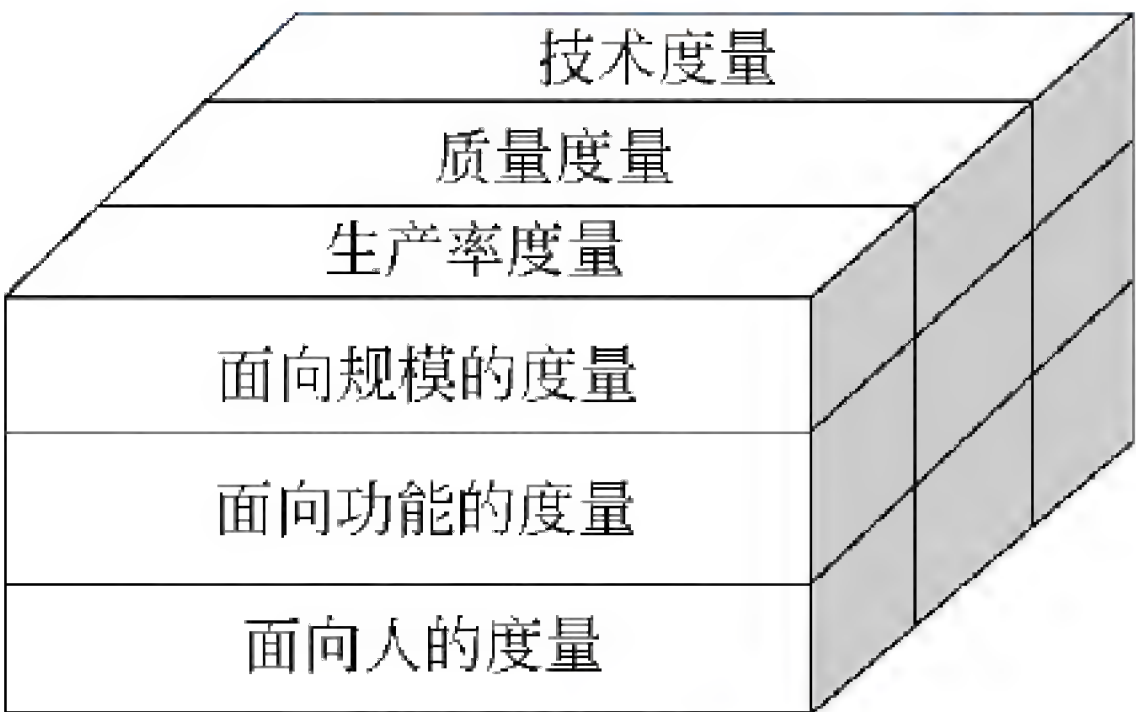 技术度量
质量度量
生产率度量
面向规模的度量
面向功能的度量
面向人的度量